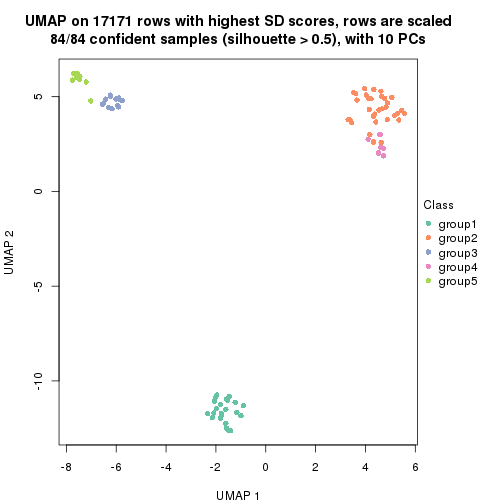 UMAP on 17171 rows with highest SD scores, rows are scaled
84/84 confident samples (silhouette > 0.5), with 10 PCs
5
0
-5
-10
UMAP 2
-8 -6 -4 -2 0 2 4 6
UMAP 1
Class
group1
group2
group3
group4
group5